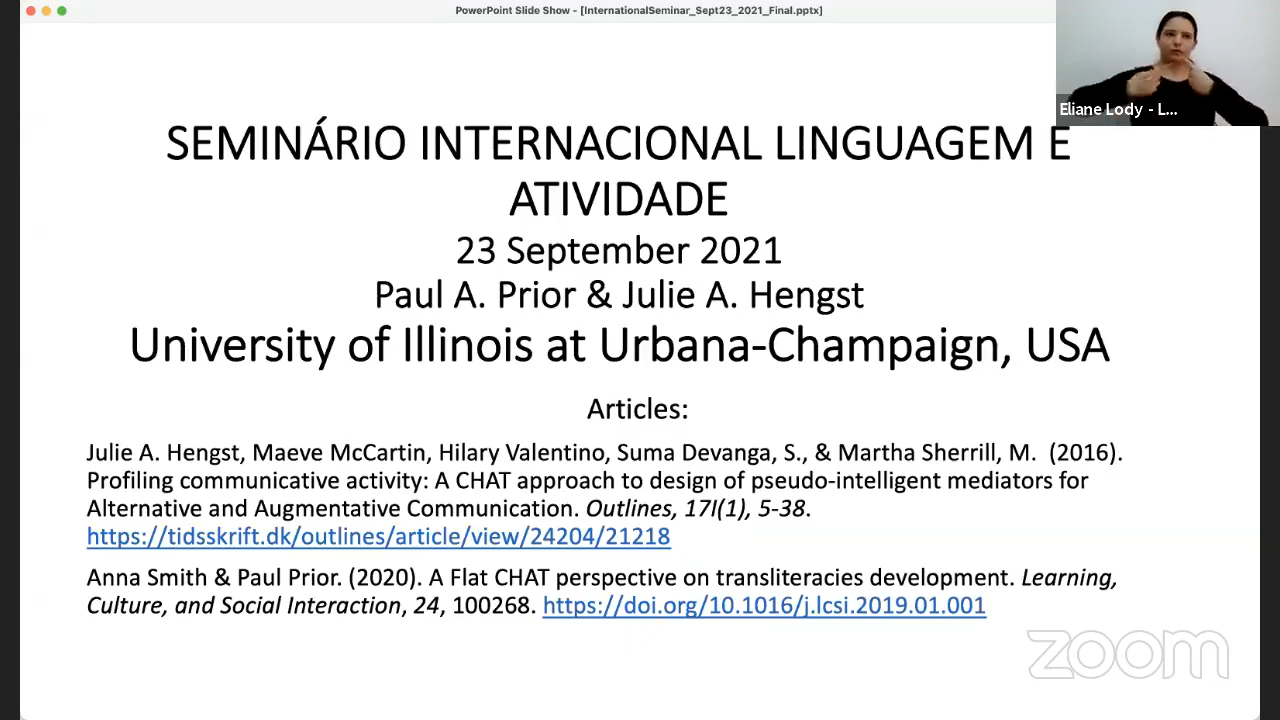 PowerPoint Slide Show - [InternationalSeminar_Sept23_2021_Final.pptx]
Eliane Lody - L...
SEMINÁRIO INTERNACIONAL LINGUAGEM E
ATIVIDADE
23 September 2021
Paul A. Prior & Julie A. Hengst
University of Illinois at Urbana-Champaign, USA
Articles:
Julie A. Hengst, Maeve McCartin, Hilary Valentino, Suma Devanga, S., & Martha Sherrill, M. (2016).
Profiling communicative activity: A CHAT approach to design of pseudo-intelligent mediators for
Alternative and Augmentative Communication. Outlines, 17I(1), 5-38.
https://tidsskrift.dk/outlines/article/view/24204/21218
Anna Smith & Paul Prior. (2020). A Flat CHAT perspective on transliteracies development. Learning,
Culture, and Social Interaction, 24, 100268. https://doi.org/10.1016/j.lcsi.2019.01.001
zoom